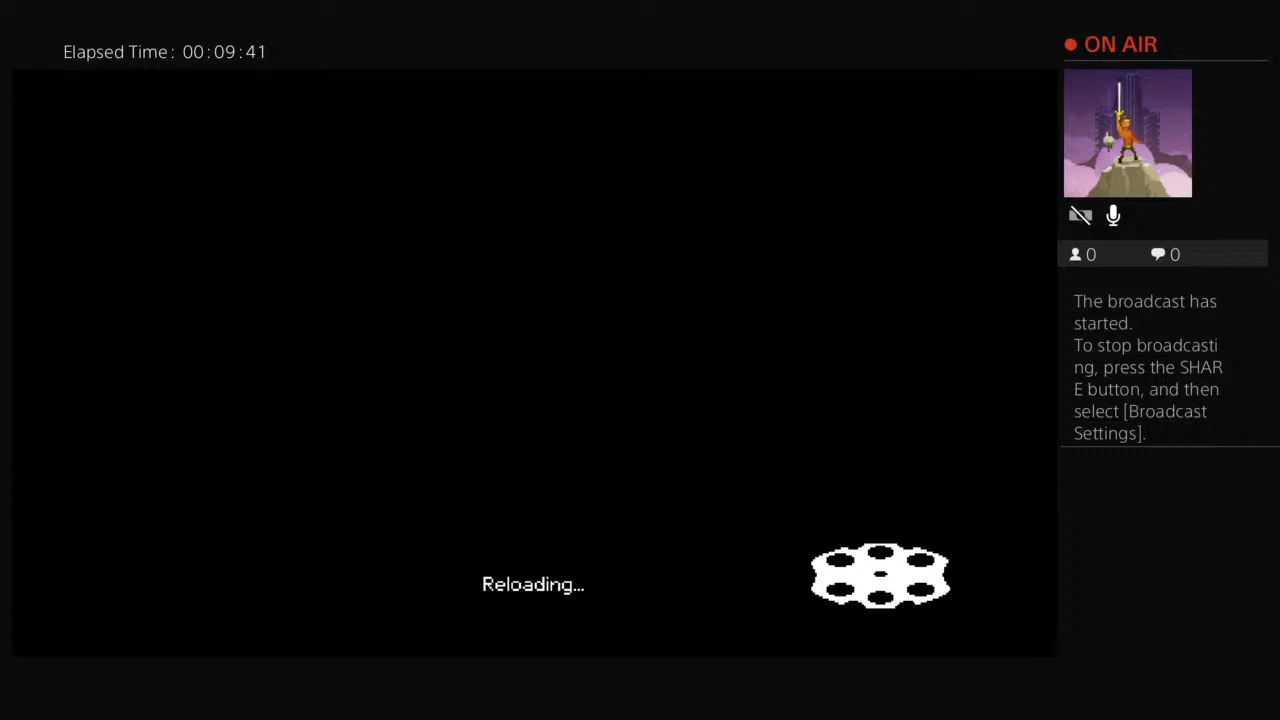 Elapsed Time: 00:09:41
ON AIR
0 0
The broadcast has
started.
To stop broadcasti
ng, press the SHAR
E button, and then
select [Broadcast
Settings].
Reloading...